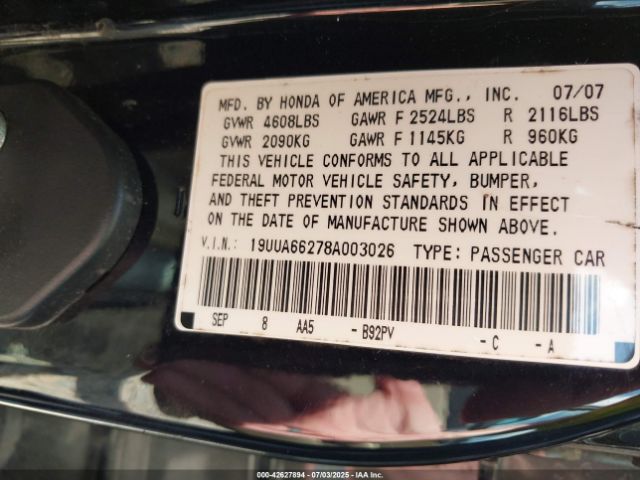 MFD. BY HONDA OF AMERICA MFG., INC. 07/07
GVWR 4608LBS GAWR F 2524LBS R 2116LBS
GVWR 2090KG GAWR F 1145KG R 960KG
THIS VEHICLE CONFORMS TO ALL APPLICABLE
FEDERAL MOTOR VEHICLE SAFETY, BUMPER,
AND THEFT PREVENTION STANDARDS IN EFFECT
ON THE DATE OF MANUFACTURE SHOWN ABOVE.
V.I.N.: 19UUA66278A003026 TYPE: PASSENGER CAR
SEP 8 AA5 - B92PV - C - A
000-42627894 - 07/03/2025 - IAA Inc.